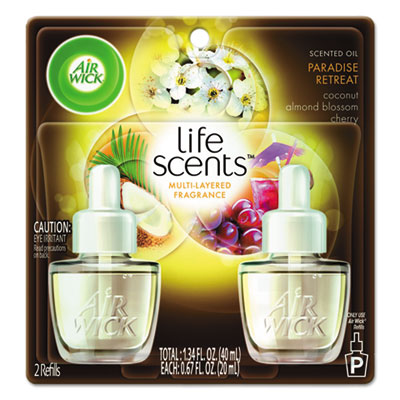 AIR
WICK
SCENTED OIL
PARADISE
RETREAT
coconut
almond blossom
cherry
life
scents™
MULTI-LAYERED
FRAGRANCE
CAUTION:
EYE IRRITANT
Read precautions
on back.
AIR
WICK
AIR
WICK
ONLY USE
Air Wick®
Refills
P
2 Refills
TOTAL: 1.34 FL. OZ. (40 mL)
EACH: 0.67 FL. OZ. (20 mL)